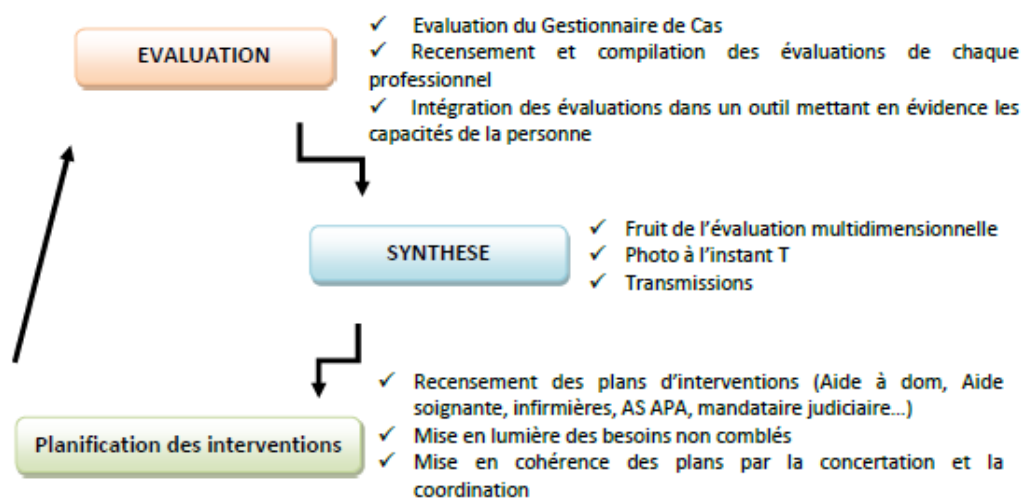 EVALUATION
✓ Evaluation du Gestionnaire de Cas
✓ Recensement et compilation des évaluations de chaque
professionnel
✓ Intégration des évaluations dans un outil mettant en évidence les
capacités de la personne
SYNTHESE
✓ Fruit de l'évaluation multidimensionnelle
✓ Photo à l'instant T
✓ Transmissions
Planification des interventions
✓ Recensement des plans d'interventions (Aide à dom, Aide
soignante, infirmières, AS APA, mandataire judiciaire...)
✓ Mise en lumière des besoins non comblés
✓ Mise en cohérence des plans par la concertation et la
coordination